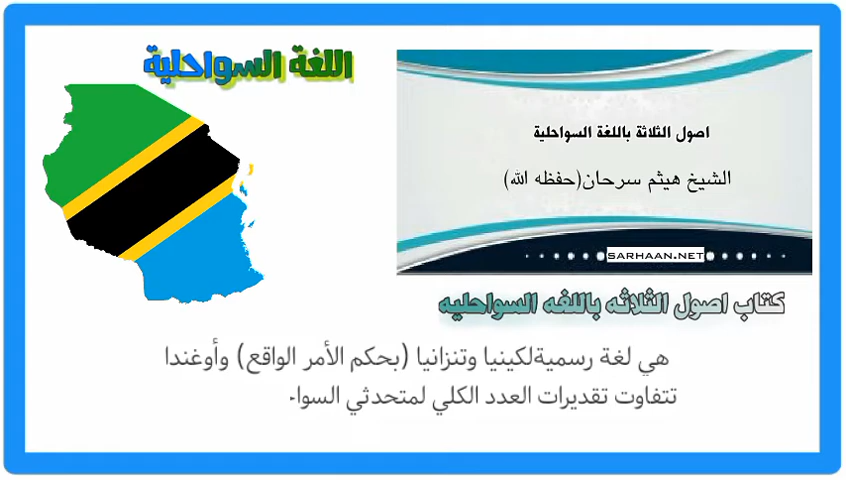 اللغة السواحلية
اصول الثلاثة باللغة السواحلية
الشيخ هيثم سرحان(حفظه الله)
SARHAAN.NET
كتاب اصول الثلاثه باللغه السواحليه
هي لغة رسميةلكينيا وتنزانيا (بحكم الأمر الواقع) وأوغندا
تتفاوت تقديرات العدد الكلي لمتحدثي السوا